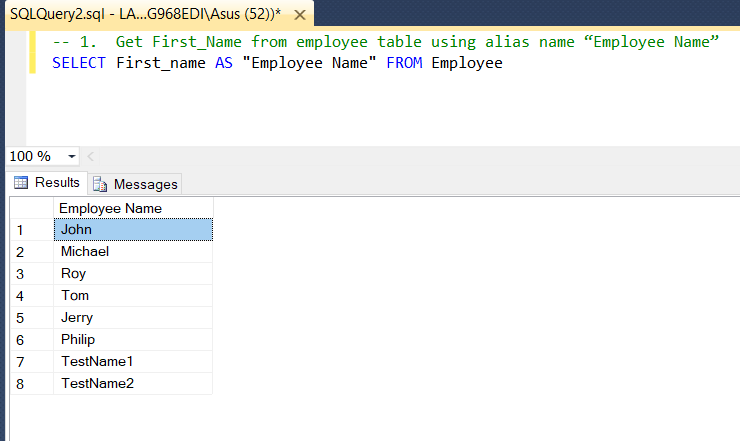 SQLQuery2.sql - LA...G968EDI\Asus (52))*
-- 1.  Get First_Name from employee table using alias name “Employee Name”
SELECT First_name AS "Employee Name" FROM Employee
100 %
Results Messages
Employee Name
1 John
2 Michael
3 Roy
4 Tom
5 Jerry
6 Philip
7 TestName1
8 TestName2